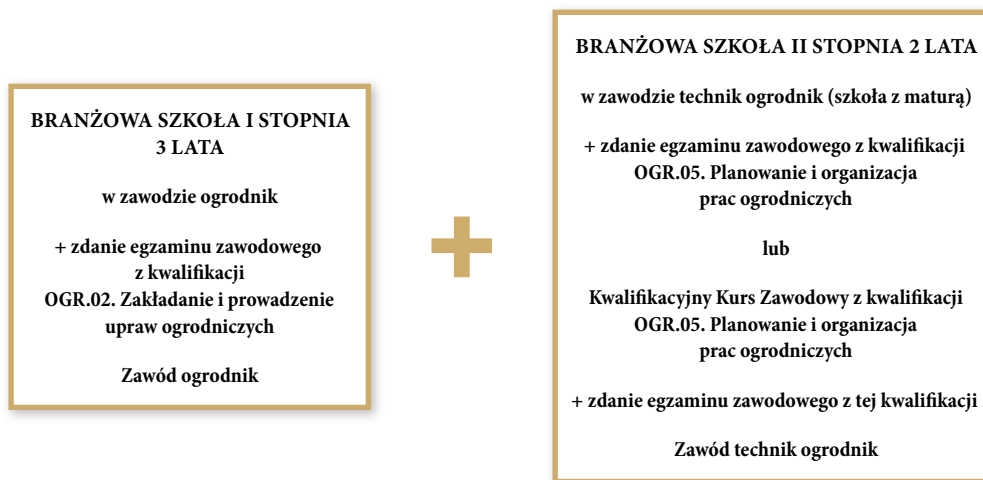 BRANŻOWA SZKOŁA I STOPNIA
3 LATA
w zawodzie ogrodnik
+ zdanie egzaminu zawodowego
z kwalifikacji
OGR.02. Zakładanie i prowadzenie
upraw ogrodniczych
Zawód ogrodnik
+
BRANŻOWA SZKOŁA II STOPNIA 2 LATA
w zawodzie technik ogrodnik (szkoła z maturą)
+ zdanie egzaminu zawodowego z kwalifikacji
OGR.05. Planowanie i organizacja
prac ogrodniczych
lub
Kwalifikacyjny Kurs Zawodowy z kwalifikacji
OGR.05. Planowanie i organizacja
prac ogrodniczych
+ zdanie egzaminu zawodowego z tej kwalifikacji
Zawód technik ogrodnik